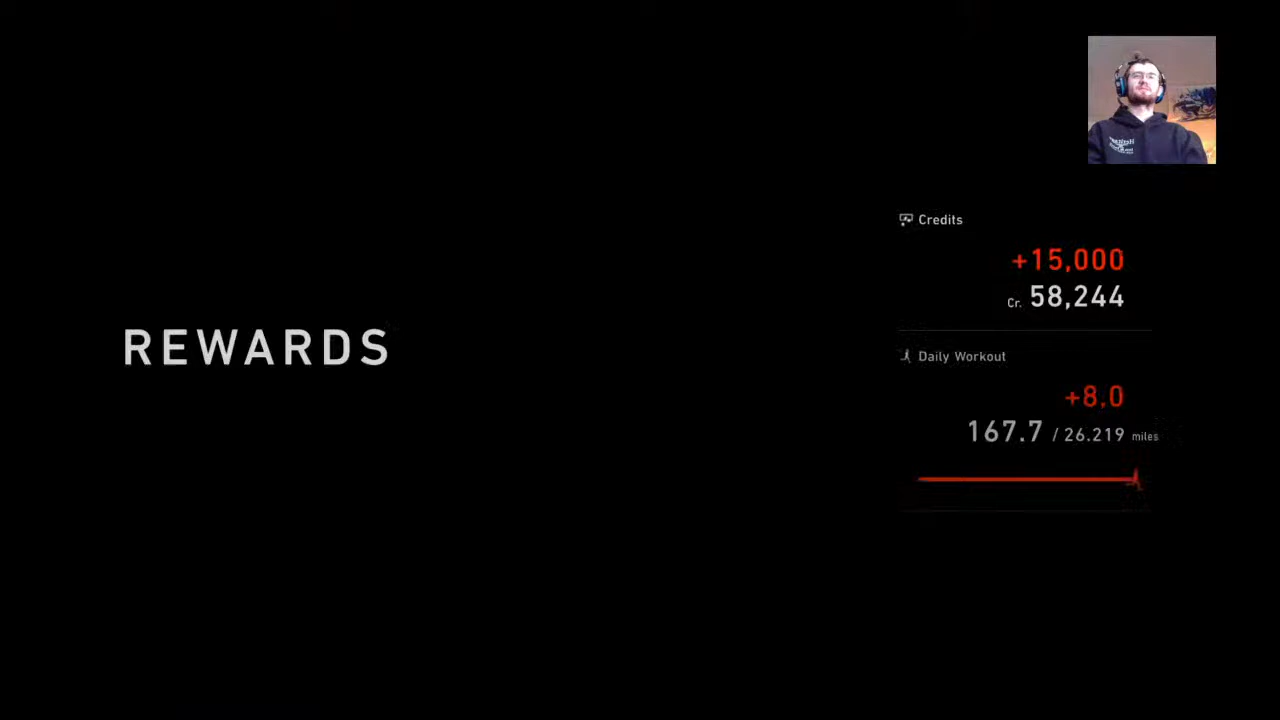 REWARDS
Credits
+15,000
Cr. 58,244
Daily Workout
+8.0
167.7 / 26.219 miles